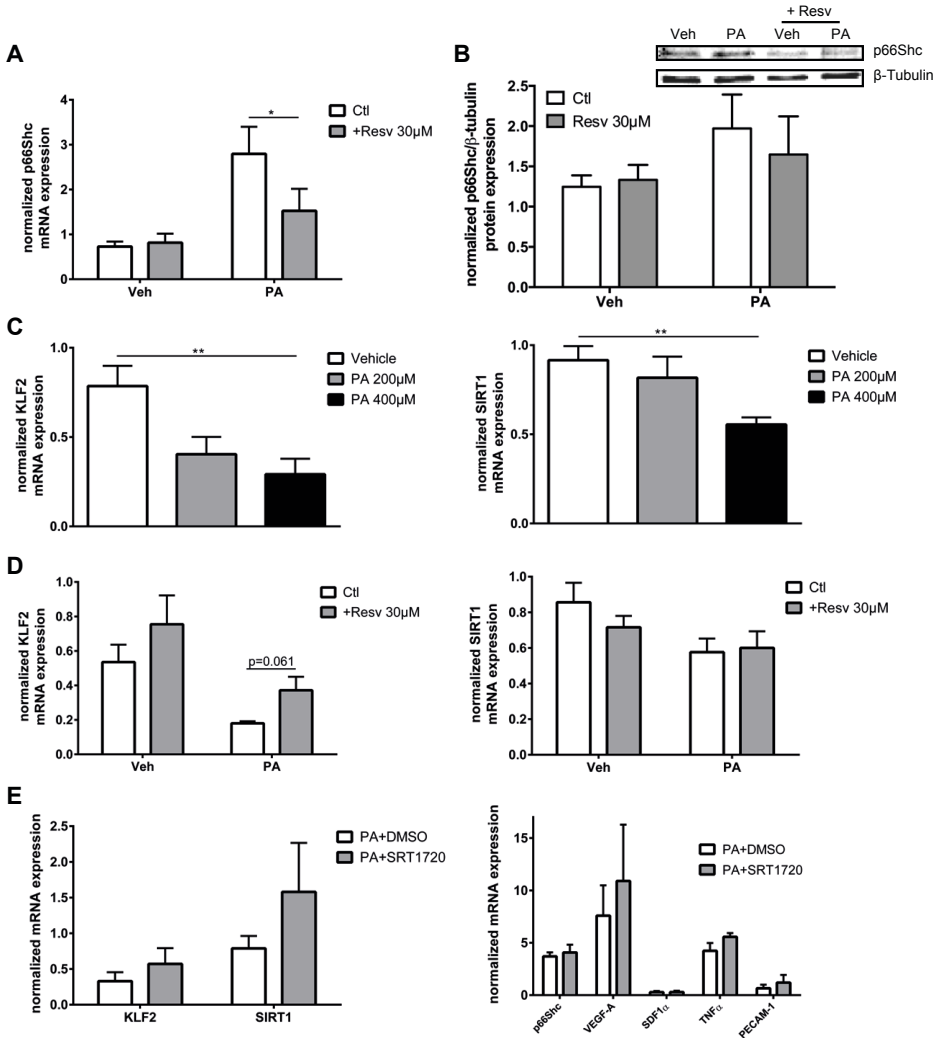 A
normalized p66Shc
mRNA expression
4
3
2
1
0
*
Ctl
+Resv 30µM
Veh
PA
B
+ Resv
Veh
PA
Veh
PA
p66Shc
β-Tubulin
normalized p66Shc/β-tubulin
protein expression
2.5
2.0
1.5
1.0
0.5
0.0
Ctl
Resv 30µM
Veh
PA
C
normalized KLF2
mRNA expression
1.0
0.5
0.0
**
Vehicle
PA 200µM
PA 400µM
normalized SIRT1
mRNA expression
1.0
0.5
0.0
**
Vehicle
PA 200µM
PA 400µM
D
normalized KLF2
mRNA expression
1.0
0.8
0.6
0.4
0.2
0.0
p=0.061
Ctl
+Resv 30µM
Veh
PA
normalized SIRT1
mRNA expression
1.0
0.8
0.6
0.4
0.2
0.0
Ctl
+Resv 30µM
Veh
PA
E
normalized mRNA expression
2.5
2.0
1.5
1.0
0.5
0.0
PA+DMSO
PA+SRT1720
KLF2
SIRT1
normalized mRNA expression
15
10
5
0
PA+DMSO
PA+SRT1720
p66Shc
VEGF-A
SDF1α
TNFα
PECAM-1